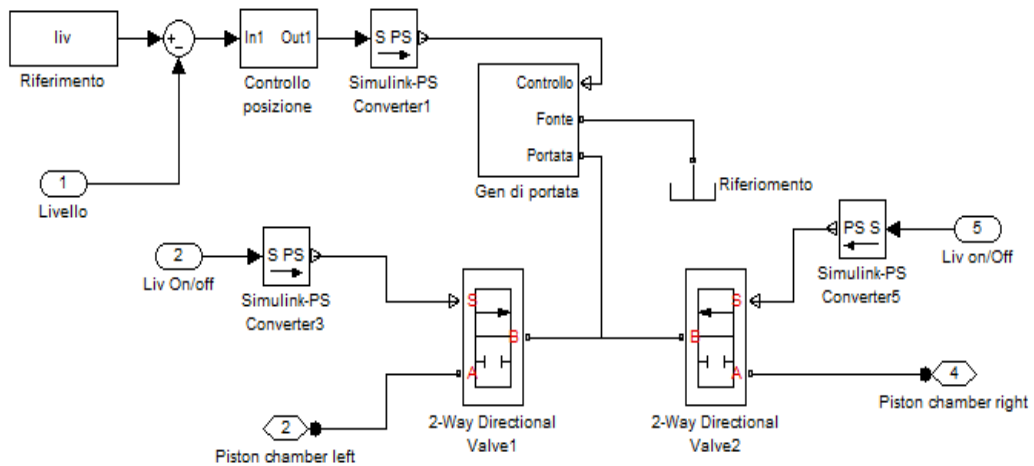 liv
Riferimento
In1 Out1
Controllo
posizione
S PS
Simulink-PS
Converter1
Controllo
Fonte
Portata
Gen di portata
Riferiomento
1
Livello
2
Liv On/off
S PS
Simulink-PS
Converter3
PS S
Simulink-PS
Converter5
5
Liv on/Off
S
B
A
2-Way Directional
Valve1
S
B
A
2-Way Directional
Valve2
2
Piston chamber left
4
Piston chamber right